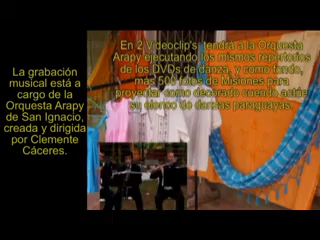 La grabación
musical está a
cargo de la
Orquesta Arapy
de San Ignacio,
creada y dirigida
por Clemente
Cáceres.
En 2 Videoclip's tendrá a la Orquesta
Arapy ejecutando los mismos repertorios
de los DVDs de danza, y como fondo,
más 500 fotos de Misiones para
proyectar como decorado cuando actúe
su elenco de danzas paraguayas.